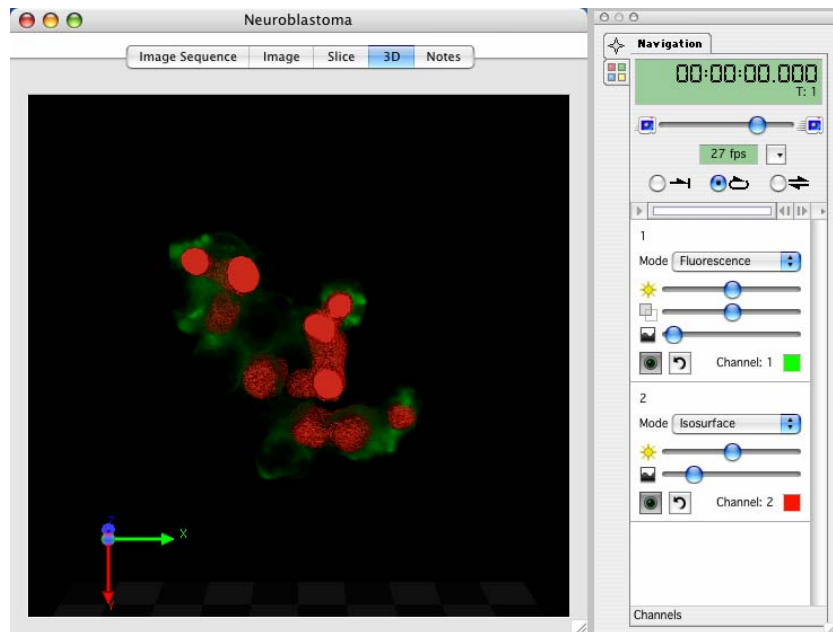 Neuroblastoma
Image Sequence Image Slice 3D Notes
X
Y
Navigation
00:00:00.000
T: 1
27 fps
1
Mode Fluorescence
Channel: 1
2
Mode Isosurface
Channel: 2
Channels